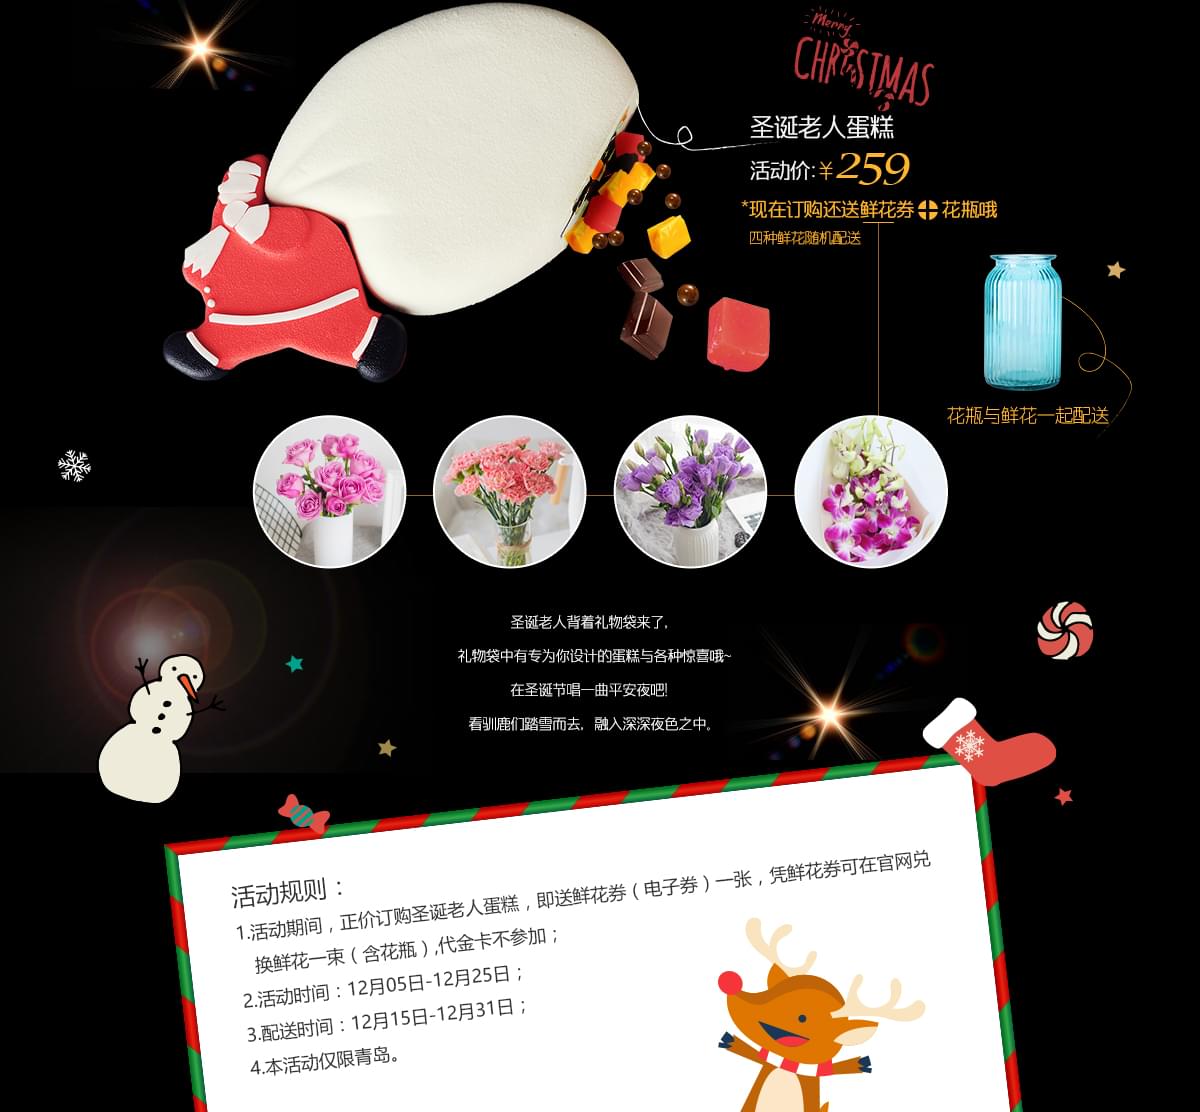 Merry
CHRISTMAS
圣诞老人蛋糕
活动价:¥259
*现在订购还送鲜花券 花瓶哦
四种鲜花随机配送
花瓶与鲜花一起配送
圣诞老人背着礼物袋来了,
礼物袋中有专为你设计的蛋糕与各种惊喜哦~
在圣诞节唱一曲平安夜吧!
看驯鹿们踏雪而去,融入深深夜色之中。
活动规则：
1.活动期间，正价订购圣诞老人蛋糕，即送鲜花券（电子券）一张，凭鲜花券可在官网兑
换鲜花一束（含花瓶）,代金卡不参加；
2.活动时间：12月05日-12月25日；
3.配送时间：12月15日-12月31日；
4.本活动仅限青岛。